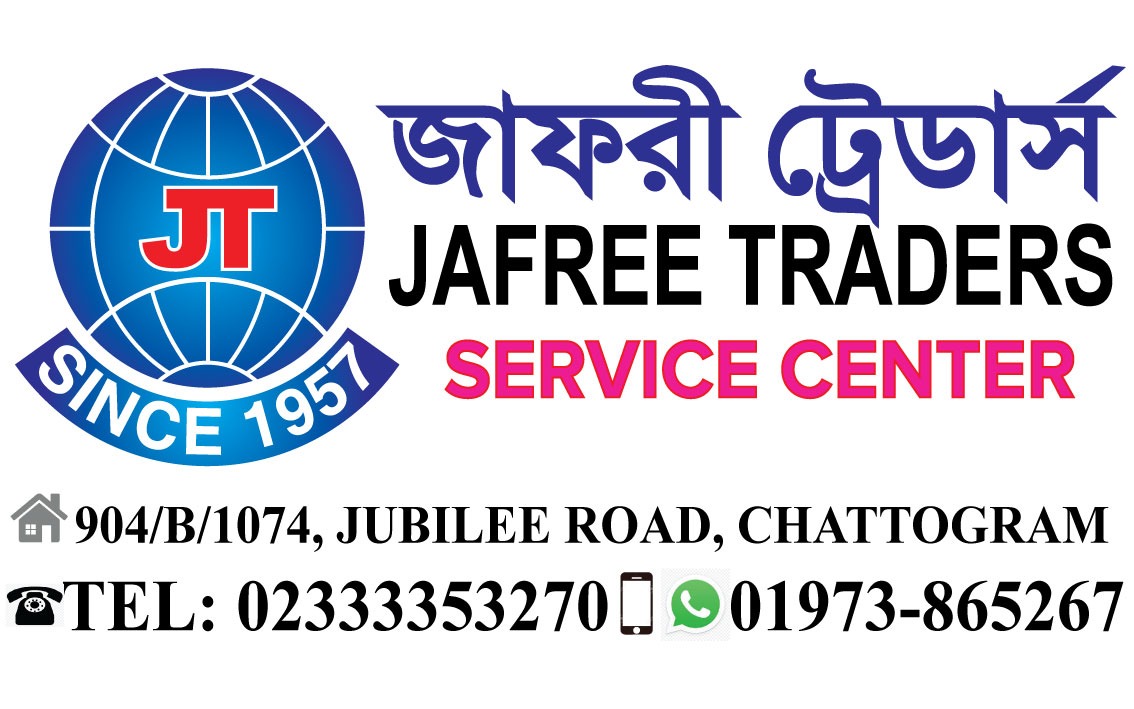 JT
SINCE 1957
জাফরী ট্রেডার্স
JAFREE TRADERS
SERVICE CENTER
904/B/1074, JUBILEE ROAD, CHATTOGRAM
TEL: 02333353270 01973-865267